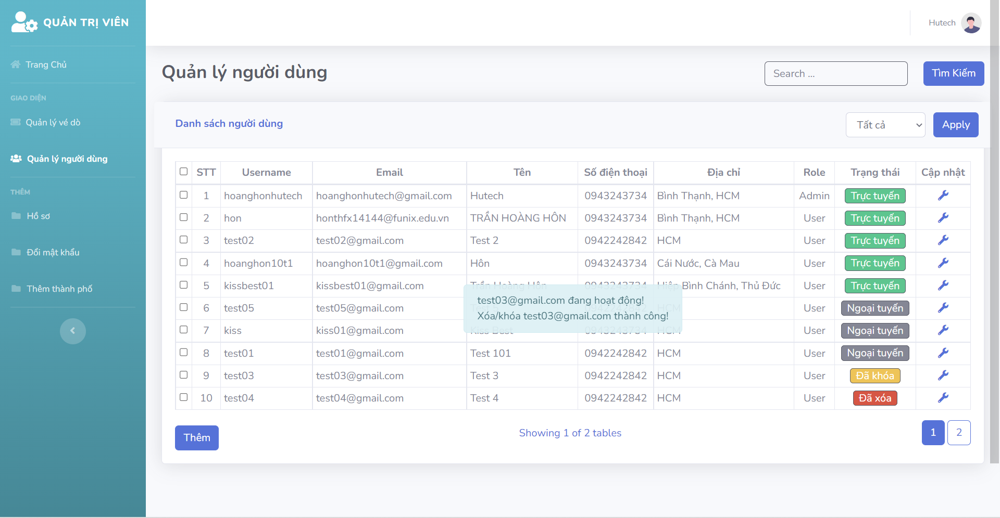 QUẢN TRỊ VIÊN
Hutech
Trang Chủ
GIAO DIỆN
Quản lý vé dò
Quản lý người dùng
THÊM
Hồ sơ
Đổi mật khẩu
Thêm thành phố
Quản lý người dùng
Search ...
Tìm Kiếm
Danh sách người dùng
Tất cả
Apply
STT Username Email Tên Số điện thoại Địa chỉ Role Trạng thái Cập nhật
1 hoanghonhutech hoanghonhutech@gmail.com Hutech 0943243734 Bình Thạnh, HCM Admin Trực tuyến
2 hon honthfx14144@funix.edu.vn TRẦN HOÀNG HÔN 0943243734 Bình Thạnh, HCM User Trực tuyến
3 test02 test02@gmail.com Test 2 0942242842 HCM User Trực tuyến
4 hoanghon10t1 hoanghon10t1@gmail.com Hôn 0943243734 Cái Nước, Cà Mau User Trực tuyến
5 kissbest01 kissbest01@gmail.com Trần Hoàng Hôn 0943243734 Hiệp Bình Chánh, Thủ Đức User Trực tuyến
test03@gmail.com đang hoạt động!
Xóa/khóa test03@gmail.com thành công!
6 test05 test05@gmail.com Test 5 HCM User Ngoại tuyến
7 kiss kiss01@gmail.com Kiss Best 0943243734 HCM User Ngoại tuyến
8 test01 test01@gmail.com Test 101 0942242842 HCM User Ngoại tuyến
9 test03 test03@gmail.com Test 3 0942242842 HCM User Đã khóa
10 test04 test04@gmail.com Test 4 0942242842 HCM User Đã xóa
Thêm
Showing 1 of 2 tables
1 2